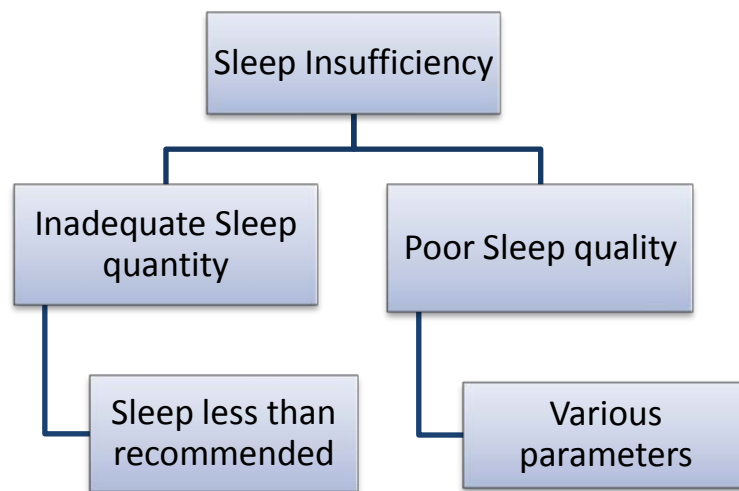 Sleep Insufficiency
Inadequate Sleep
quantity
Poor Sleep quality
Sleep less than
recommended
Various
parameters